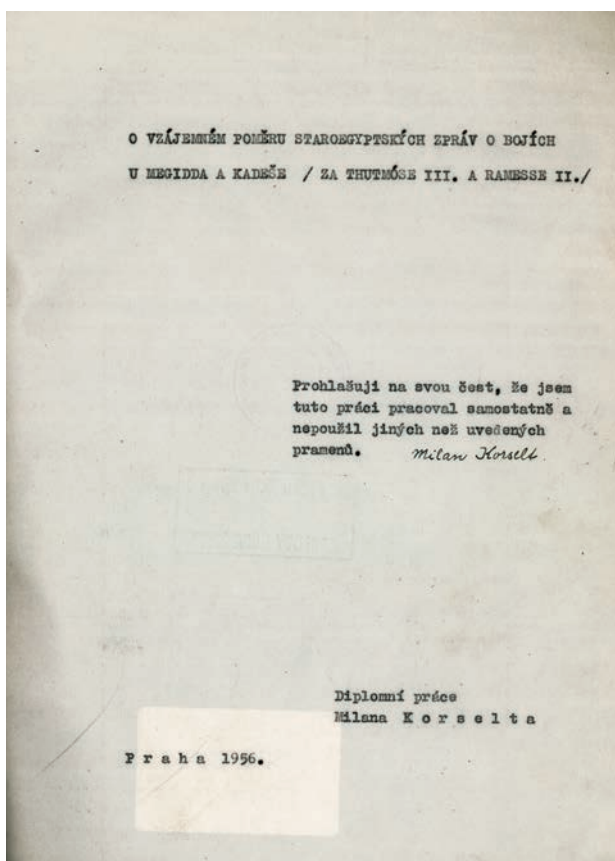 O VZÁJEMNÉM POMĚRU STAROEGYPTSKÝCH ZPRÁV O BOJÍCH
U MEGIDDA A KADEŠE / ZA THUTMÓSE III. A RAMESSE II./
Prohlašuji na svou čest, že jsem
tuto práci pracoval samostatně a
nepoužil jiných než uvedených
pramenů. Milan Korselt.
Diplomní práce
Milana K o r s e l t a
P r a h a 1956.